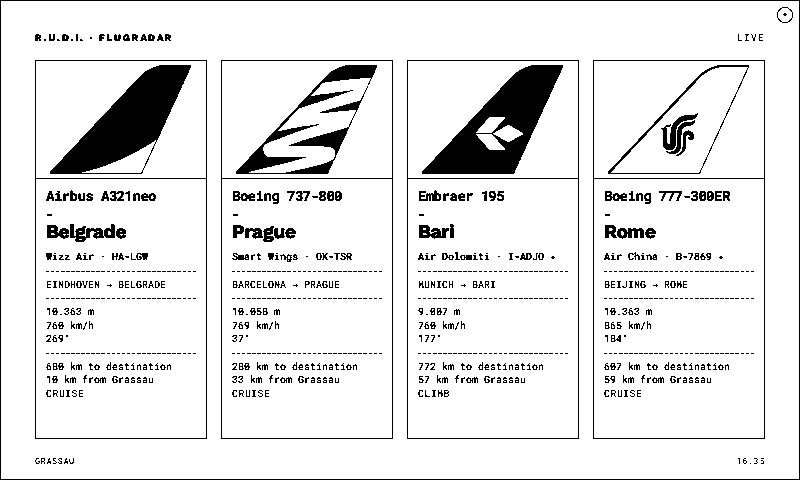 R.U.D.I. · FLUGRADAR
LIVE
Airbus A321neo
–
Belgrade
Wizz Air · HA-LGW
EINDHOVEN → BELGRADE
10.363 m
760 km/h
269°
680 km to destination
10 km from Grassau
CRUISE
Boeing 737-800
–
Prague
Smart Wings · OK-TSR
BARCELONA → PRAGUE
10.058 m
769 km/h
37°
280 km to destination
33 km from Grassau
CRUISE
Embraer 195
–
Bari
Air Dolomiti · I-ADJO ✦
MUNICH → BARI
9.007 m
760 km/h
177°
772 km to destination
57 km from Grassau
CLIMB
Boeing 777-300ER
–
Rome
Air China · B-7869 ✦
BEIJING → ROME
10.363 m
865 km/h
184°
607 km to destination
59 km from Grassau
CRUISE
GRASSAU
16.35